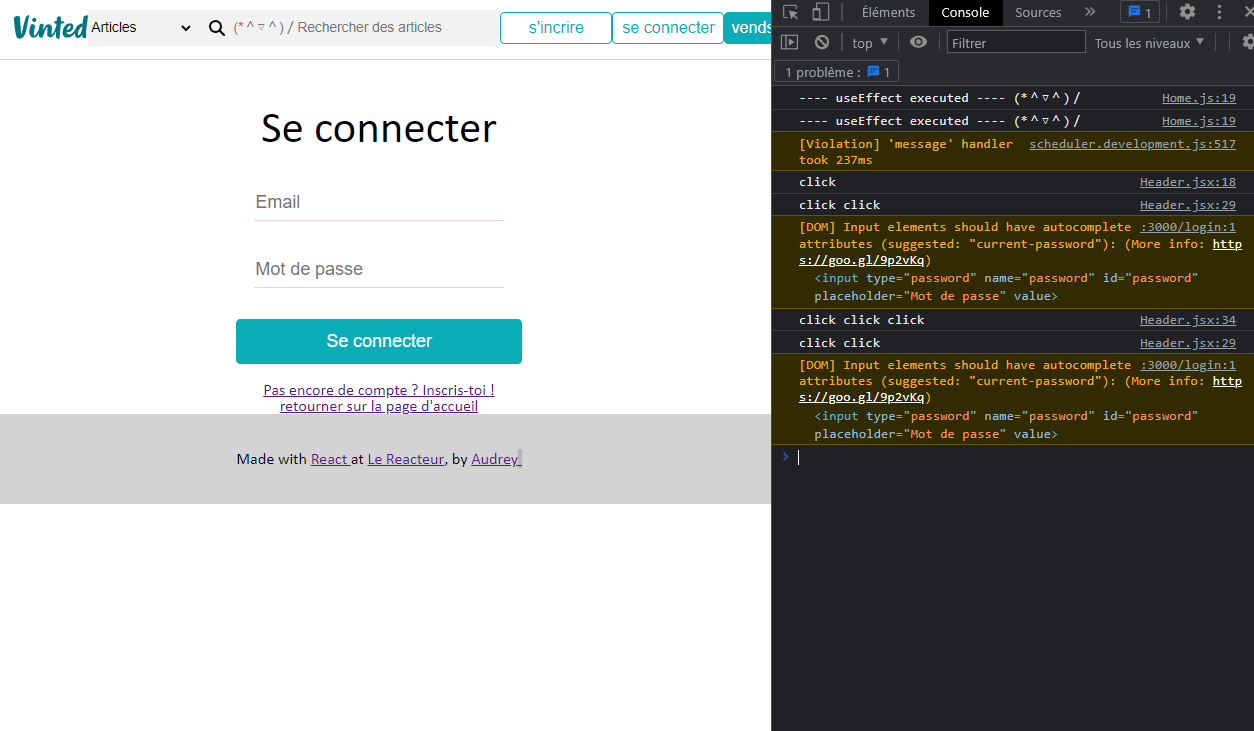 Vinted Articles (*^▿^)/ Rechercher des articles s'incrire se connecter vends
Se connecter
Email
Mot de passe
Se connecter
Pas encore de compte ? Inscris-toi !
retourner sur la page d'accueil
Made with React at Le Reacteur, by Audrey
Éléments Console Sources » 1
top ▼ Filtrer Tous les niveaux ▼
1 problème : 1
---- useEffect executed ---- (*^▿^)/ Home.js:19
---- useEffect executed ---- (*^▿^)/ Home.js:19
[Violation] 'message' handler scheduler.development.js:517
took 237ms
click Header.jsx:18
click click Header.jsx:29
[DOM] Input elements should have autocomplete :3000/login:1
attributes (suggested: "current-password"): (More info: http
s://goo.gl/9p2vKq)
<input type="password" name="password" id="password"
placeholder="Mot de passe" value>
click click click Header.jsx:34
click click Header.jsx:29
[DOM] Input elements should have autocomplete :3000/login:1
attributes (suggested: "current-password"): (More info: http
s://goo.gl/9p2vKq)
<input type="password" name="password" id="password"
placeholder="Mot de passe" value>
>